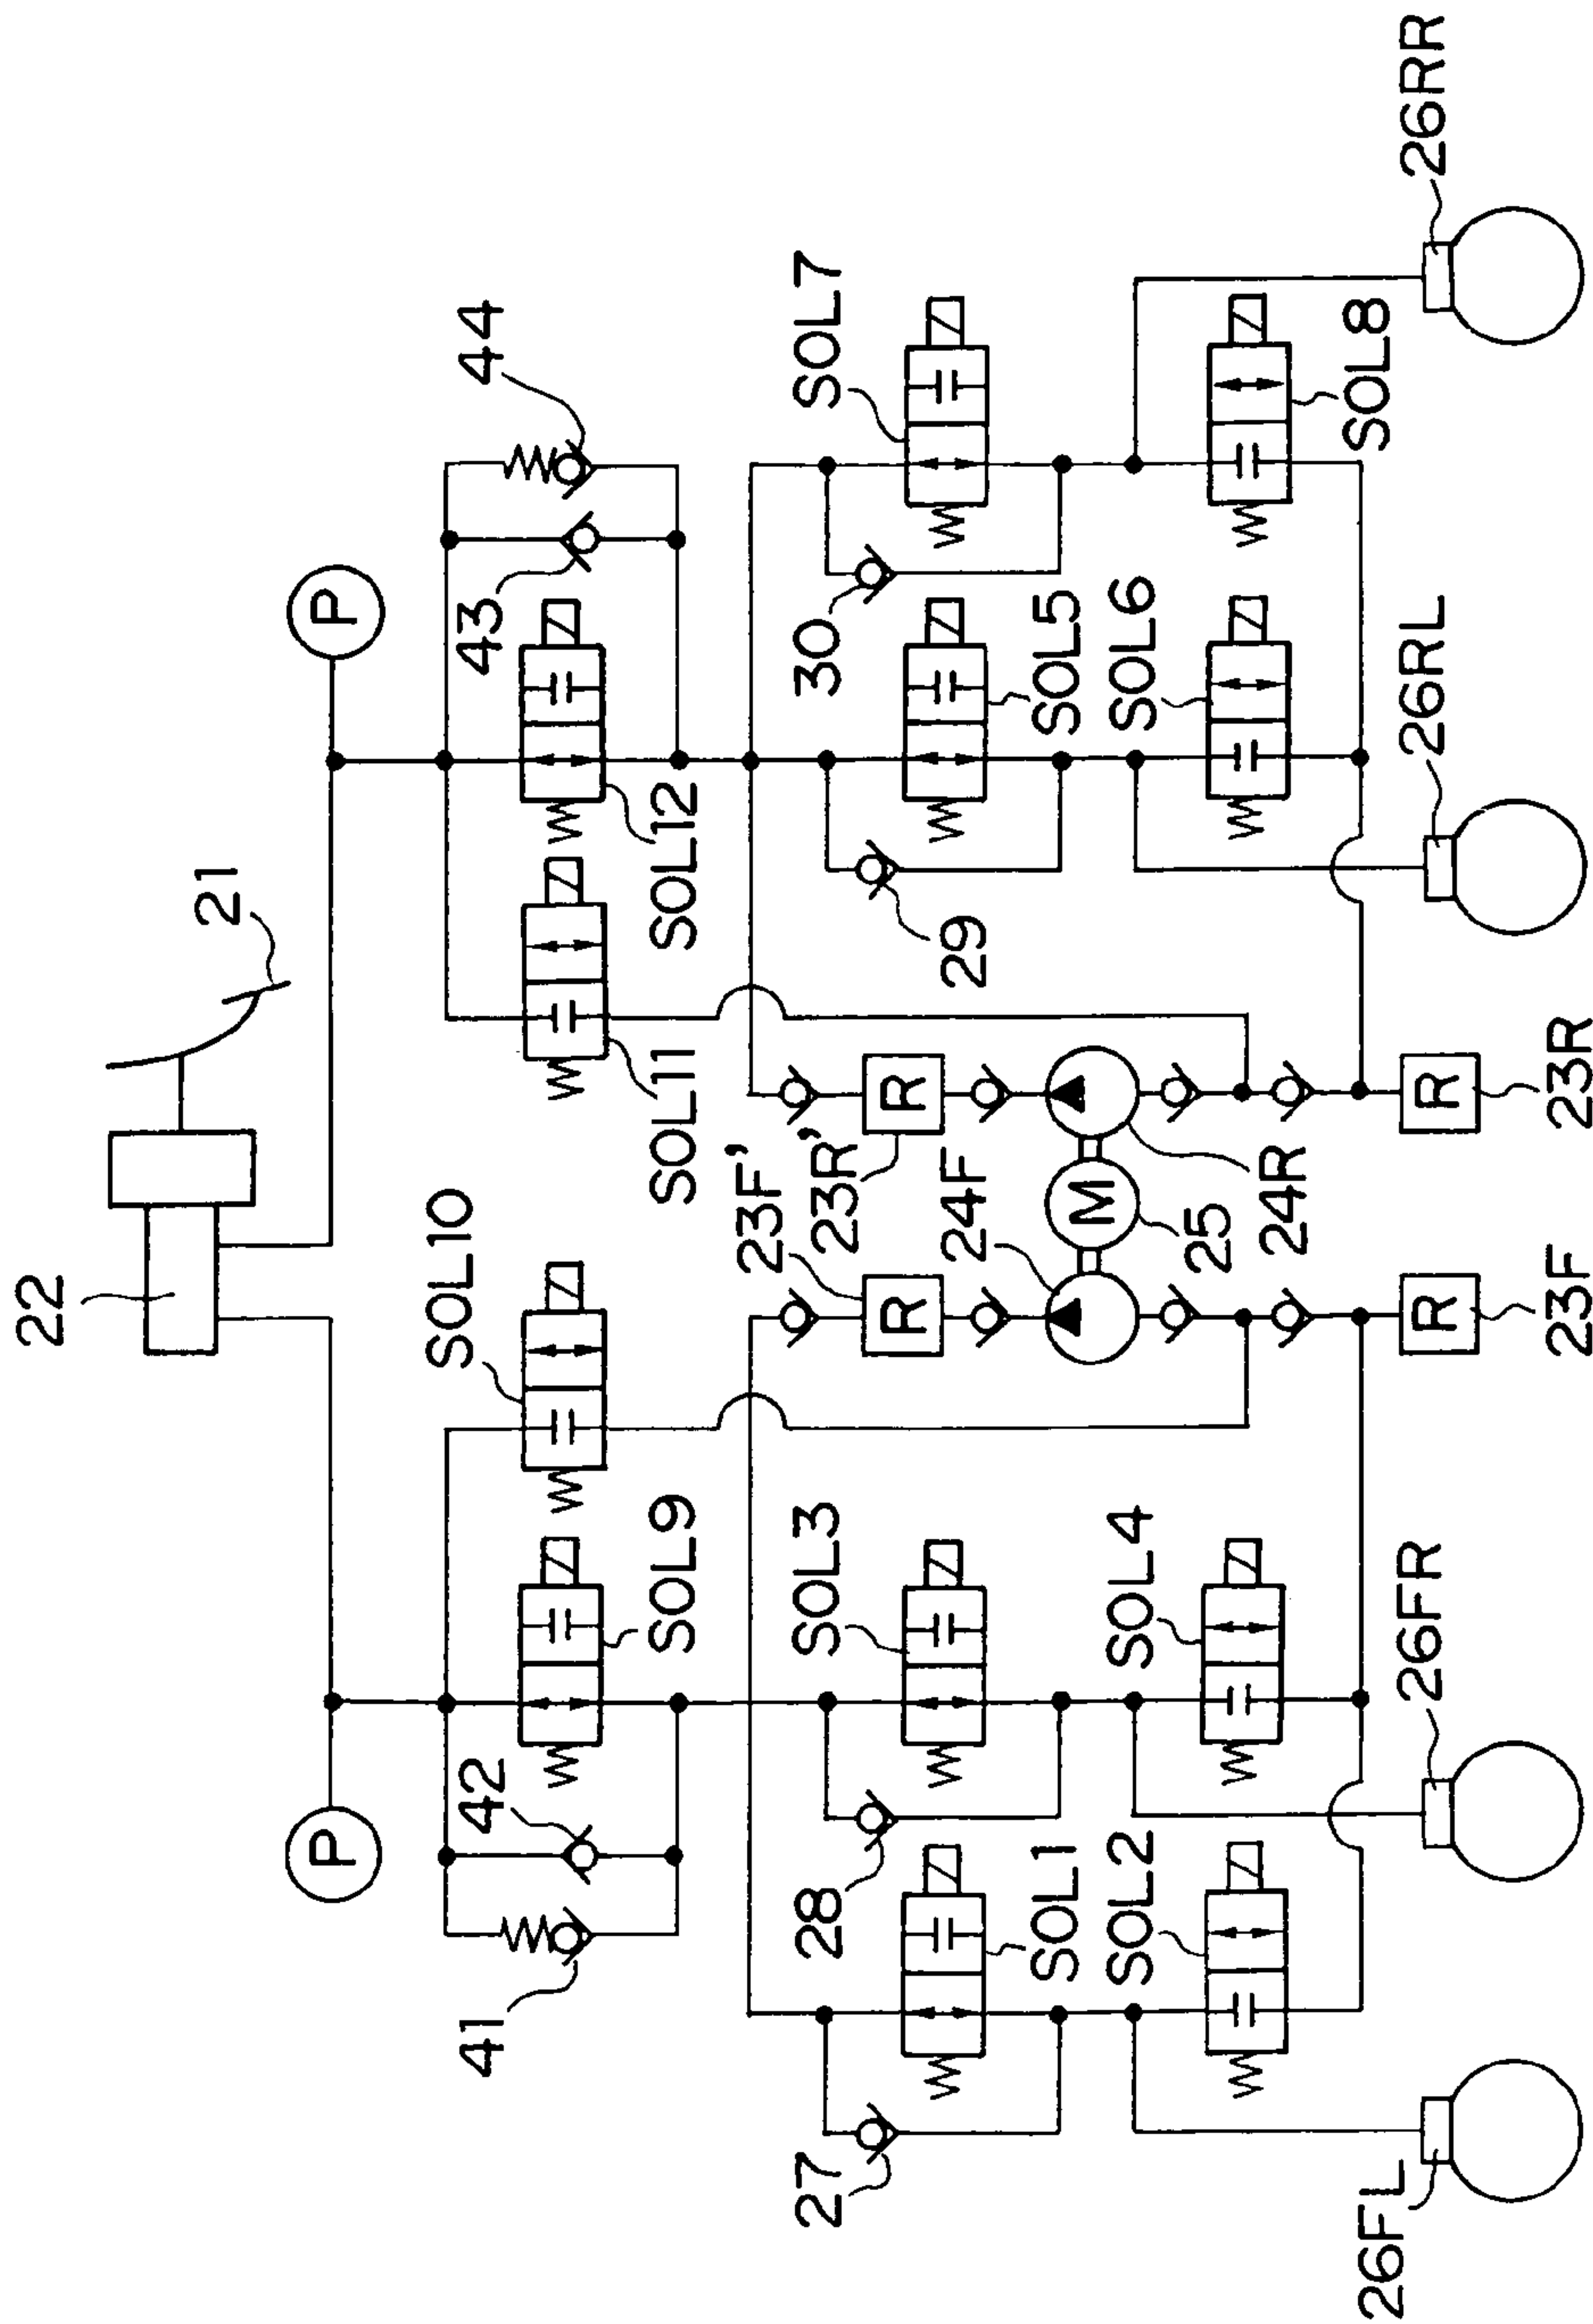 22
21
P
P
SOL10
41
42
SOL9
SOL11
SOL12
43
44
27
28
SOL3
23F'
23R'
R
R
29
30
SOL7
24F
SOL1
SOL5
SOL2
SOL4
M
25
24R
SOL6
SOL8
26FL
26FR
R
R
26RL
26RR
23F
23R